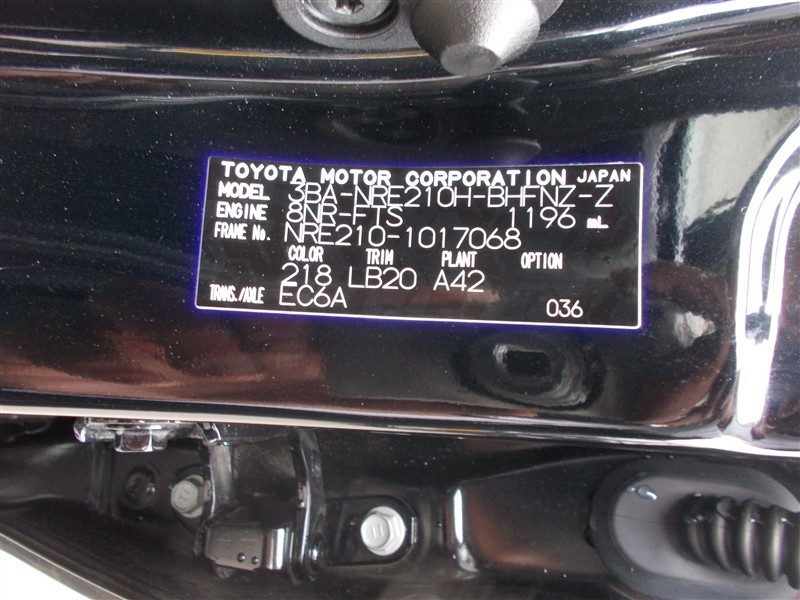 TOYOTA MOTOR CORPORATION JAPAN
MODEL 3BA-NRE210H-BHFNZ-Z
ENGINE 8NR-FTS 1196 mL
FRAME No. NRE210-1017068
COLOR TRIM PLANT OPTION
218 LB20 A42
TRANS./AXLE EC6A 036